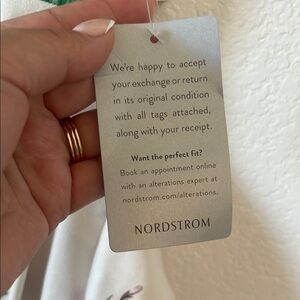 We're happy to accept
your exchange or return
in its original condition
with all tags attached,
along with your receipt.
Want the perfect fit?
Book an appointment online
with an alterations expert at
nordstrom.com/alterations.
NORDSTROM